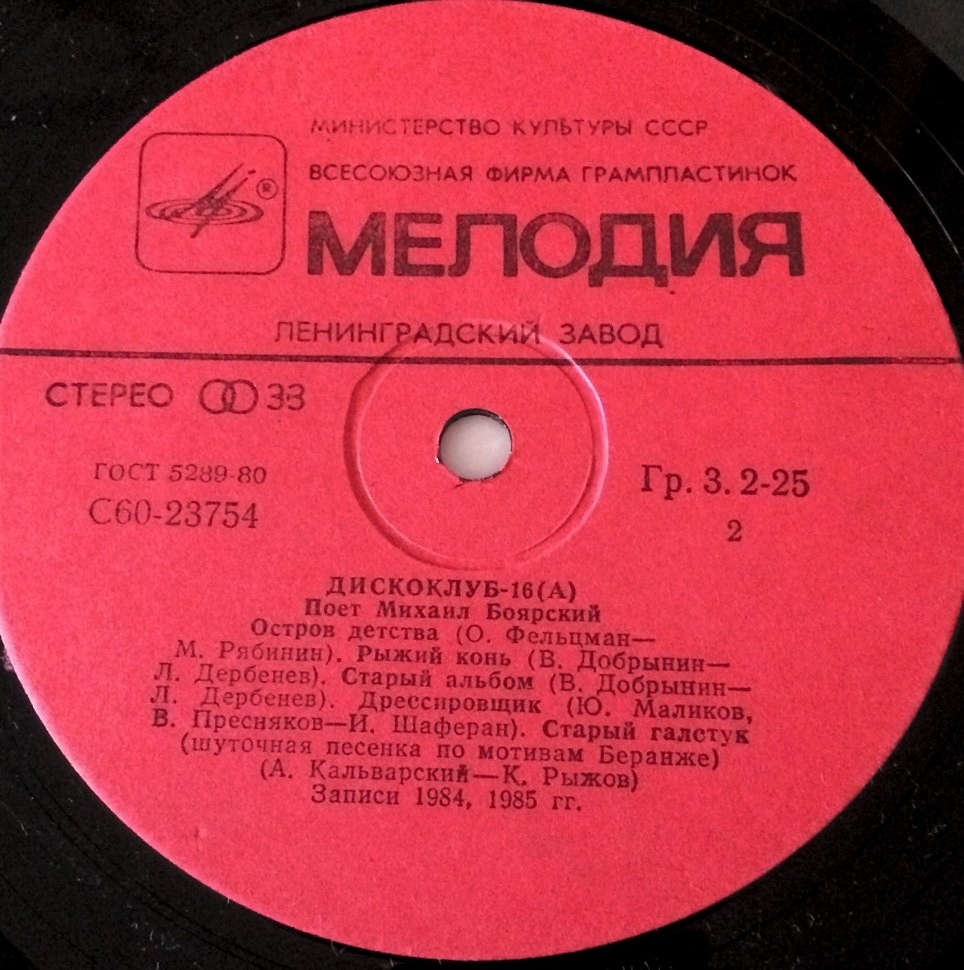 МИНИСТЕРСТВО КУЛЬТУРЫ СССР
ВСЕСОЮЗНАЯ ФИРМА ГРАМПЛАСТИНОК
®
МЕЛОДИЯ
ЛЕНИНГРАДСКИЙ ЗАВОД
СТЕРЕО 33
ГОСТ 5289-80
С60-23754
Гр. 3. 2-25
2
ДИСКОКЛУБ-16(А)
Поет Михаил Боярский
Остров детства (О. Фельцман—
М. Рябинин). Рыжий конь (В. Добрынин—
Л. Дербенев). Старый альбом (В. Добрынин—
Л. Дербенев). Дрессировщик (Ю. Маликов,
В. Пресняков—И. Шаферан). Старый галстук
(шуточная песенка по мотивам Беранже)
(А. Кальварский—К. Рыжов)
Записи 1984, 1985 гг.